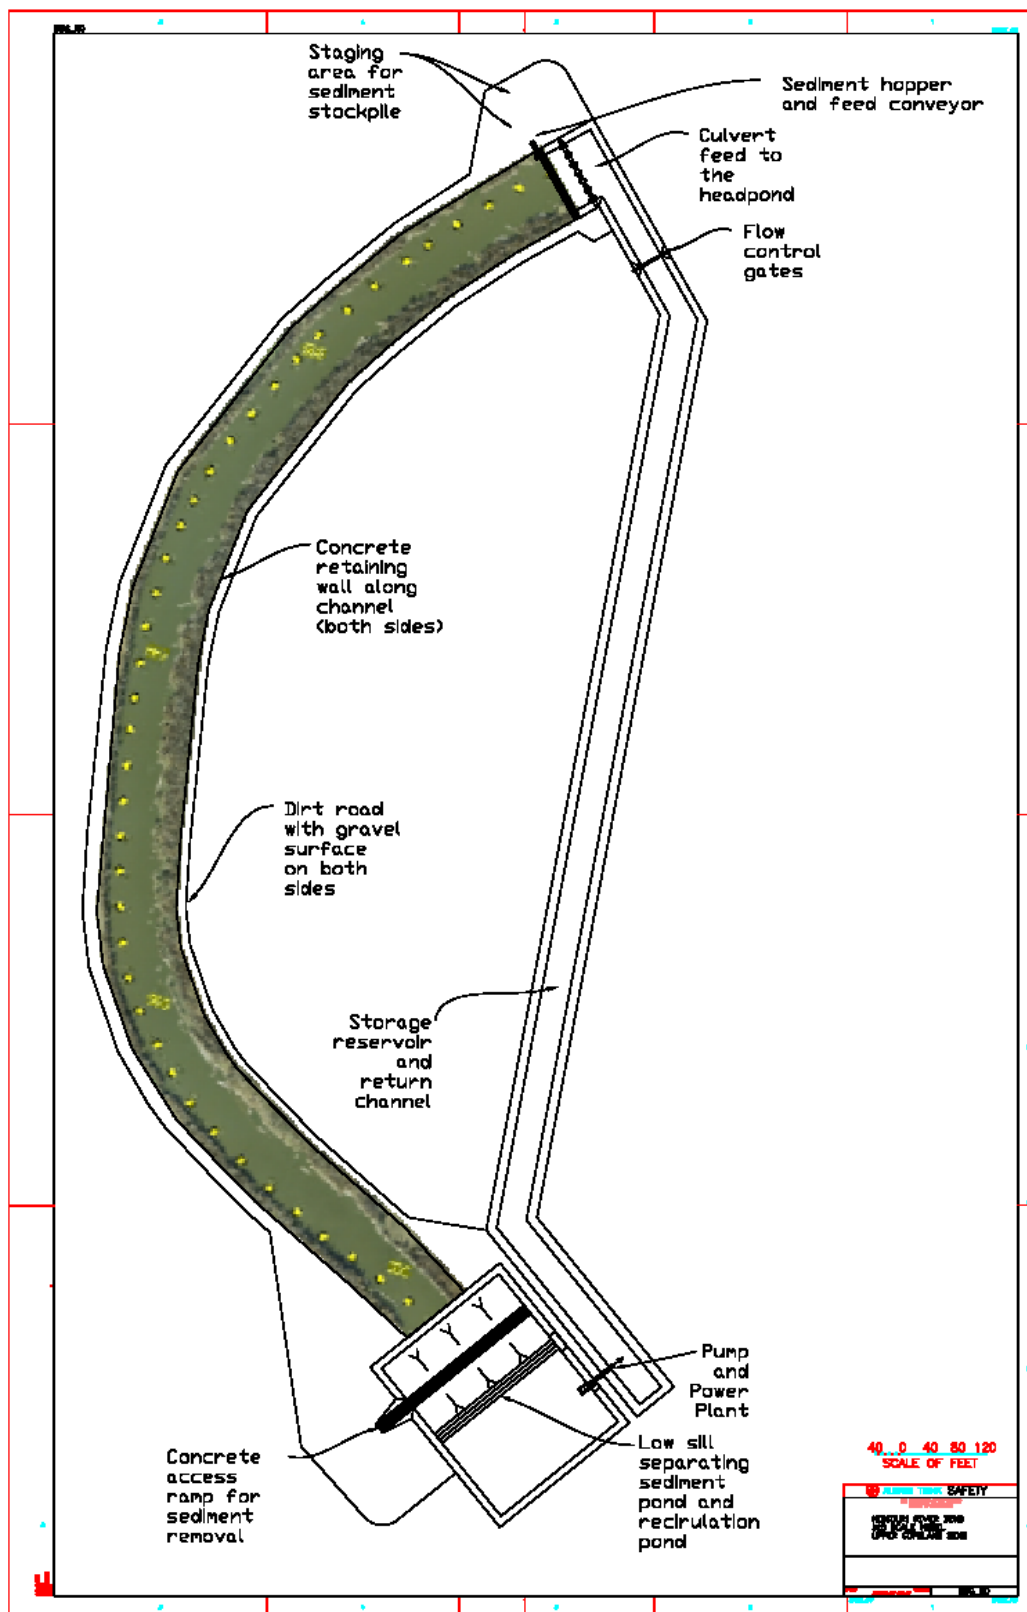 Staging
area for
sediment
stockpile
Sediment hopper
and feed conveyor
Culvert
feed to
the
headpond
Flow
control
gates
Concrete
retaining
wall along
channel
(both sides)
Dirt road
with gravel
surface
on both
sides
Storage
reservoir
and
return
channel
Pump
and
Power
Plant
Low sill
separating
sediment
pond and
recirulation
pond
Concrete
access
ramp for
sediment
removal
40 0 40 80 120
SCALE OF FEET
SAFETY